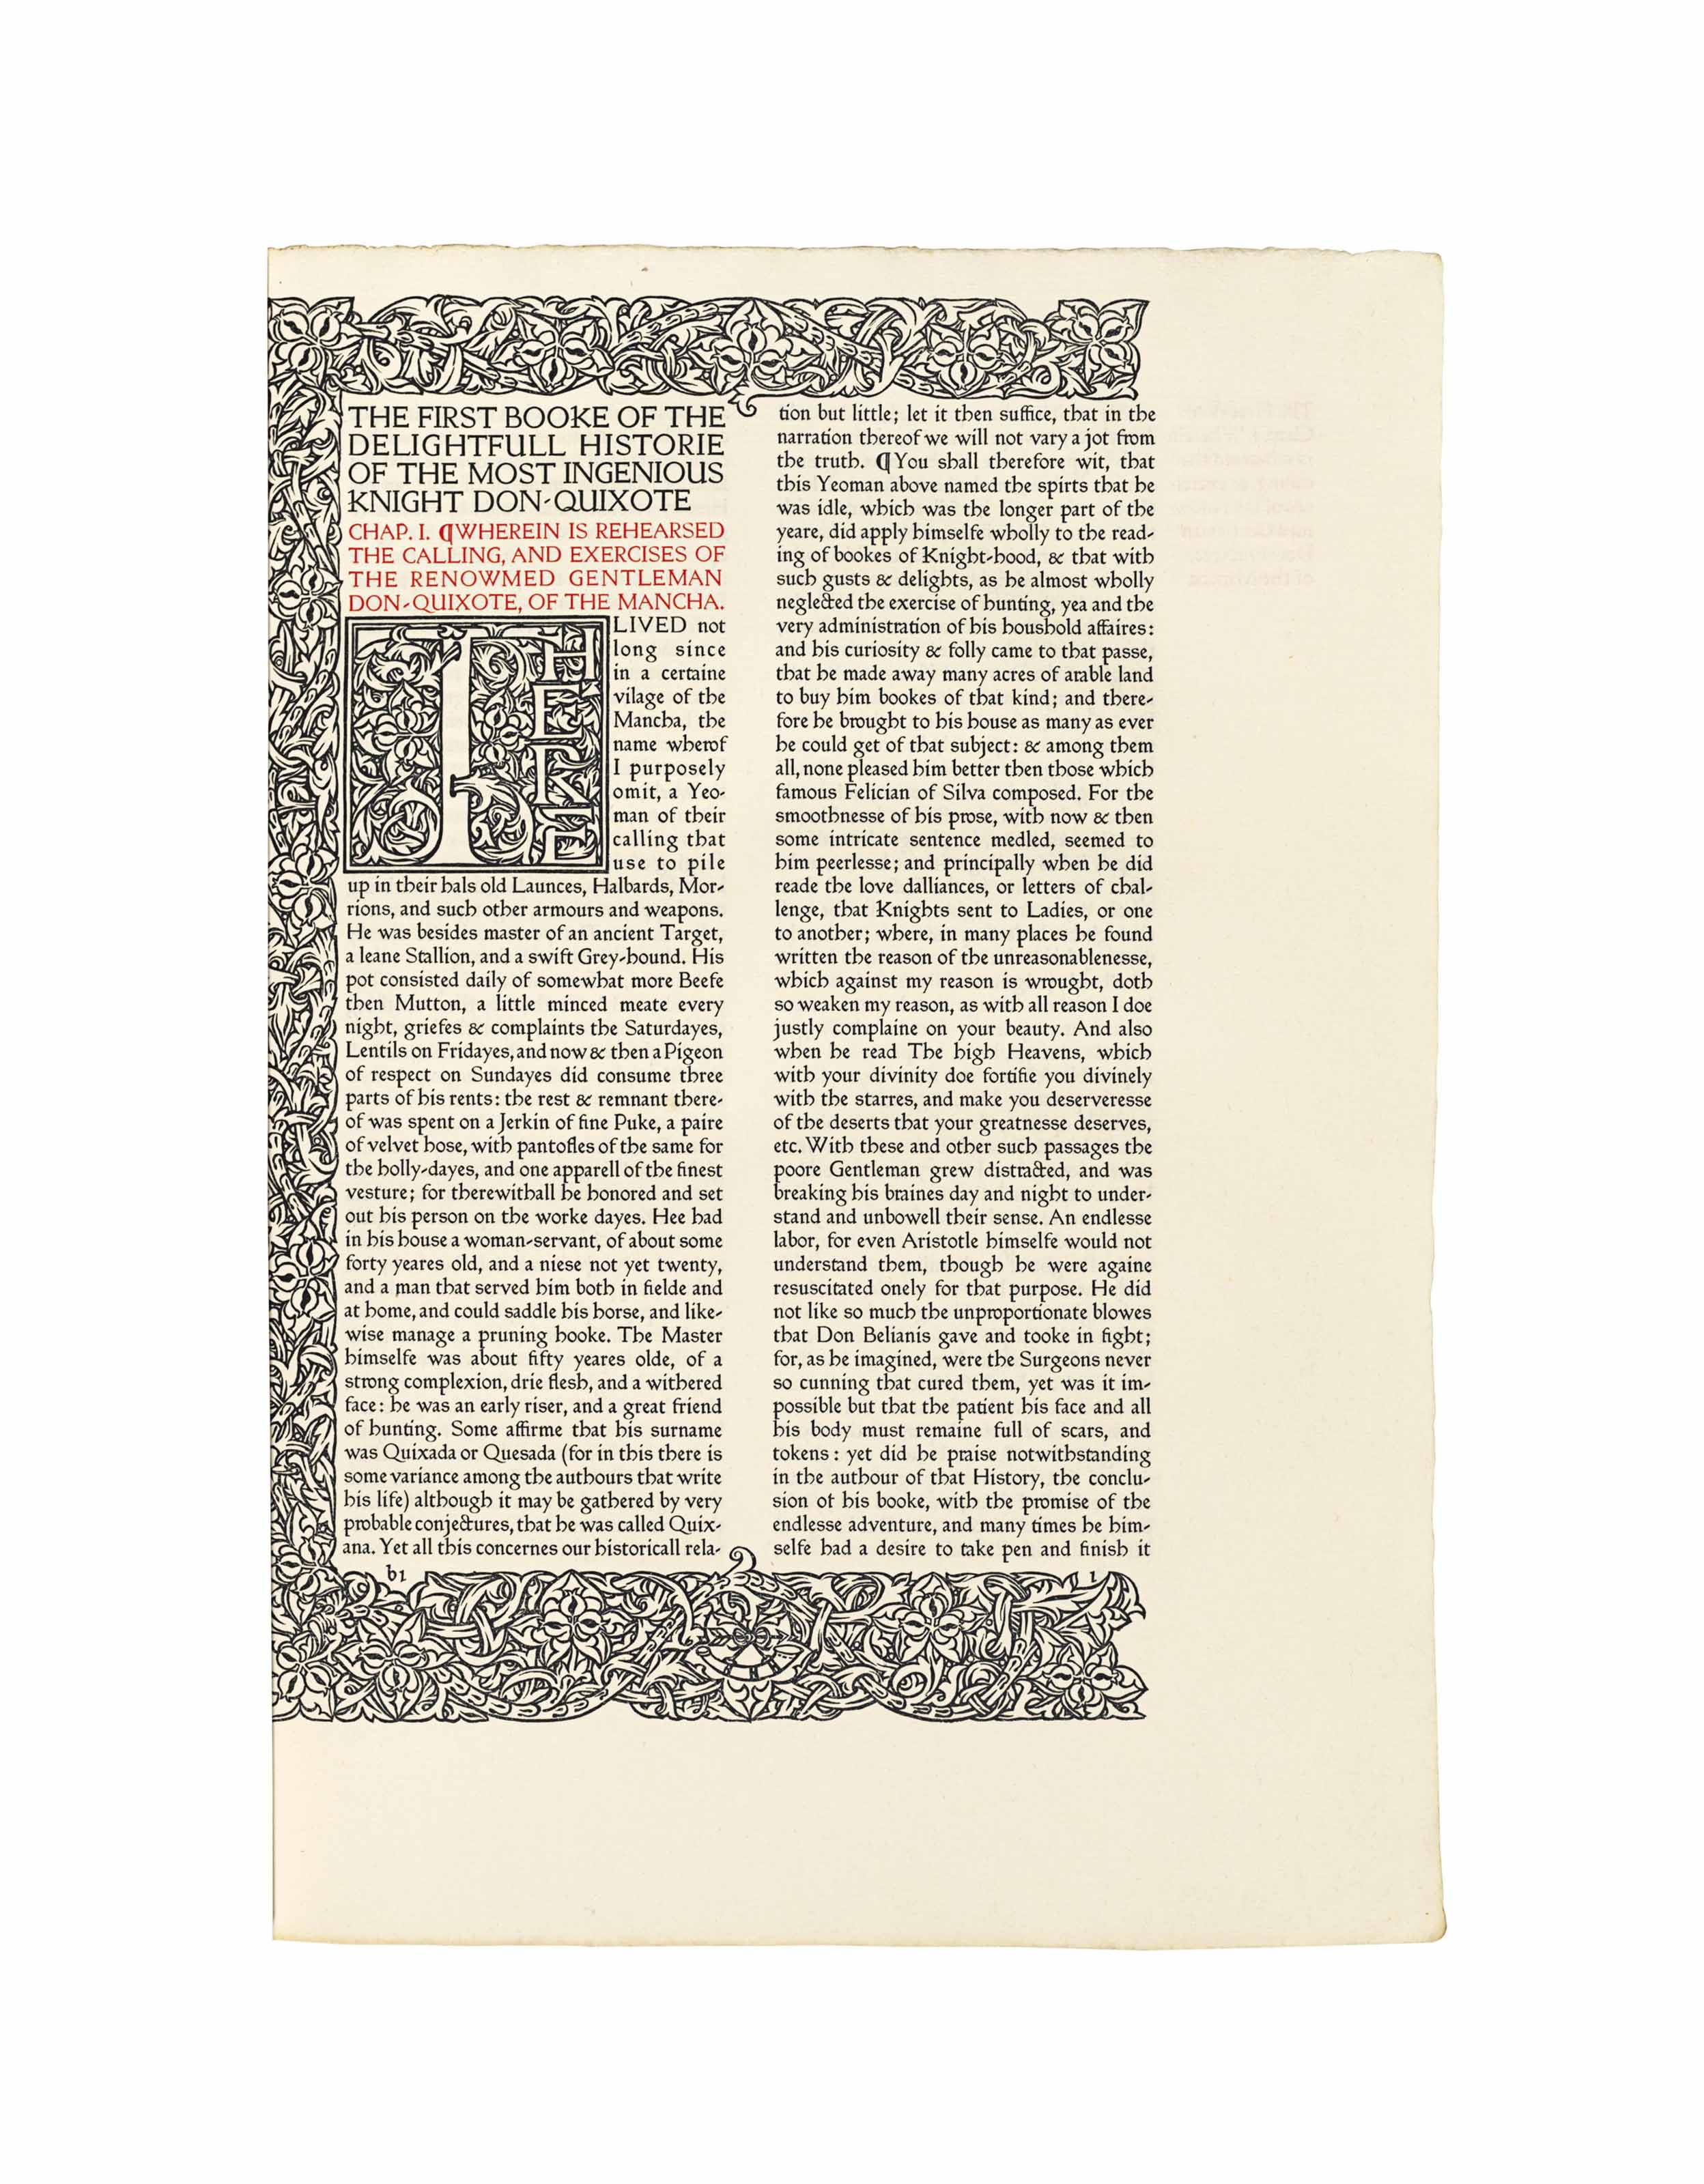 THE FIRST BOOKE OF THE
DELIGHTFULL HISTORIE
OF THE MOST INGENIOUS
KNIGHT DON-QUIXOTE
CHAP. I. ¶WHEREIN IS REHEARSED
THE CALLING, AND EXERCISES OF
THE RENOWMED GENTLEMAN
DON-QUIXOTE, OF THE MANCHA.
THERE
LIVED not
long since
in a certaine
vilage of the
Mancha, the
name wherof
I purposely
omit, a Yeo-
man of their
calling that
use to pile
up in their hals old Launces, Halbards, Mor-
rions, and such other armours and weapons.
He was besides master of an ancient Target,
a leane Stallion, and a swift Grey-hound. His
pot consisted daily of somewhat more Beefe
then Mutton, a little minced meate every
night, griefes & complaints the Saturdayes,
Lentils on Fridayes, and now & then a Pigeon
of respect on Sundayes did consume three
parts of his rents: the rest & remnant there-
of was spent on a Jerkin of fine Puke, a paire
of velvet hose, with pantofles of the same for
the holly-dayes, and one apparell of the finest
vesture; for therewithall he honored and set
out his person on the worke dayes. Hee had
in his house a woman-servant, of about some
forty yeares old, and a niese not yet twenty,
and a man that served him both in fielde and
at home, and could saddle his horse, and like-
wise manage a pruning hooke. The Master
himselfe was about fifty yeares olde, of a
strong complexion, drie flesh, and a withered
face: he was an early riser, and a great friend
of hunting. Some affirme that his surname
was Quixada or Quesada (for in this there is
some variance among the authours that write
his life) although it may be gathered by very
probable conjectures, that he was called Quix-
ana. Yet all this concernes our historicall rela-
b1
tion but little; let it then suffice, that in the
narration thereof we will not vary a jot from
the truth. ¶You shall therefore wit, that
this Yeoman above named the spirts that he
was idle, which was the longer part of the
yeare, did apply himselfe wholly to the read-
ing of bookes of Knight-hood, & that with
such gusts & delights, as he almost wholly
neglected the exercise of hunting, yea and the
very administration of his houshold affaires:
and his curiosity & folly came to that passe,
that he made away many acres of arable land
to buy him bookes of that kind; and there-
fore he brought to his house as many as ever
he could get of that subject: & among them
all, none pleased him better then those which
famous Felician of Silva composed. For the
smoothnesse of his prose, with now & then
some intricate sentence medled, seemed to
him peerlesse; and principally when he did
reade the love dalliances, or letters of chal-
lenge, that Knights sent to Ladies, or one
to another; where, in many places he found
written the reason of the unreasonablenesse,
which against my reason is wrought, doth
so weaken my reason, as with all reason I doe
justly complaine on your beauty. And also
when he read The high Heavens, which
with your divinity doe fortifie you divinely
with the starres, and make you deserveresse
of the deserts that your greatnesse deserves,
etc. With these and other such passages the
poore Gentleman grew distracted, and was
breaking his braines day and night to under-
stand and unbowell their sense. An endlesse
labor, for even Aristotle himselfe would not
understand them, though he were againe
resuscitated onely for that purpose. He did
not like so much the unproportionate blowes
that Don Belianis gave and tooke in fight;
for, as he imagined, were the Surgeons never
so cunning that cured them, yet was it im-
possible but that the patient his face and all
his body must remaine full of scars, and
tokens: yet did he praise notwithstanding
in the authour of that History, the conclu-
sion of his booke, with the promise of the
endlesse adventure, and many times he him-
selfe had a desire to take pen and finish it
1